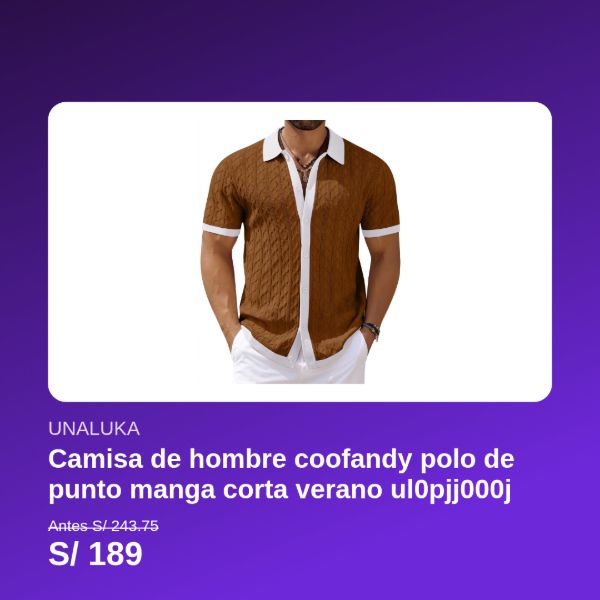 UNALUKA
Camisa de hombre coofandy polo de
punto manga corta verano ul0pjj000j
Antes S/ 243.75
S/ 189